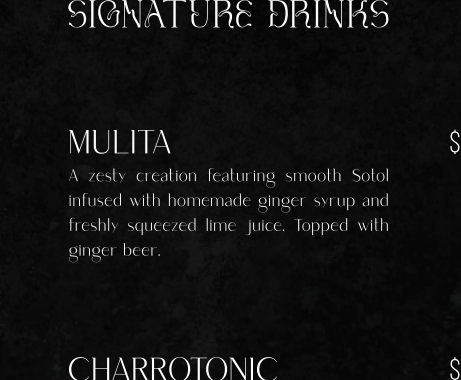 SIGNATURE DRINKS
MULITA
$
A zesty creation featuring smooth Sotol
infused with homemade ginger syrup and
freshly squeezed lime juice. Topped with
ginger beer.
CHARROTONIC
$